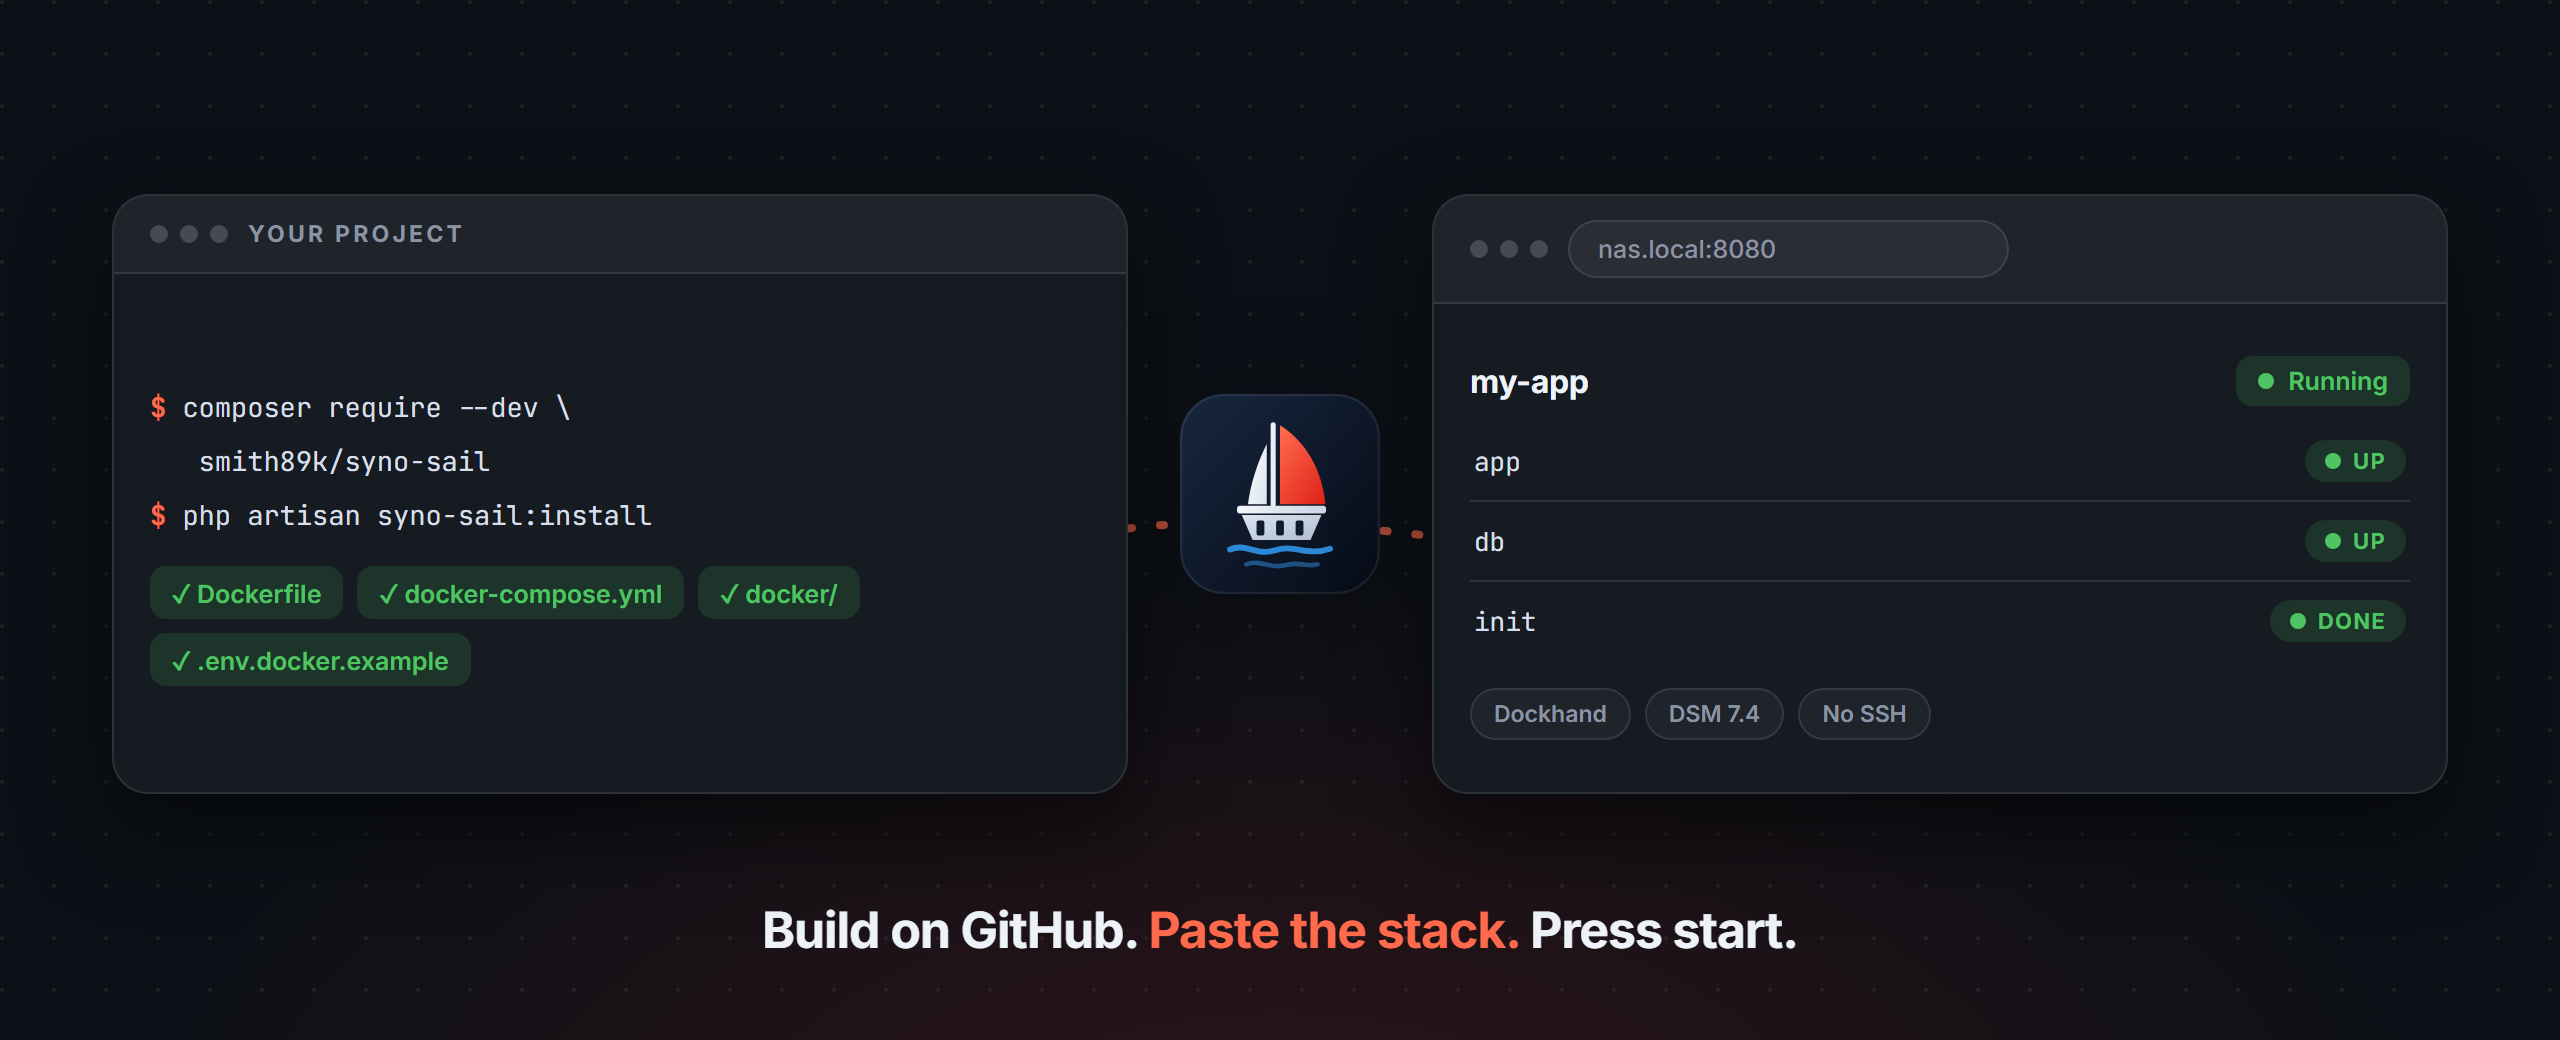 YOUR PROJECT
$ composer require --dev \
smith89k/syno-sail
$ php artisan syno-sail:install
✓ Dockerfile ✓ docker-compose.yml ✓ docker/
✓ .env.docker.example
nas.local:8080
my-app Running
app UP
db UP
init DONE
Dockhand DSM 7.4 No SSH
Build on GitHub. Paste the stack. Press start.